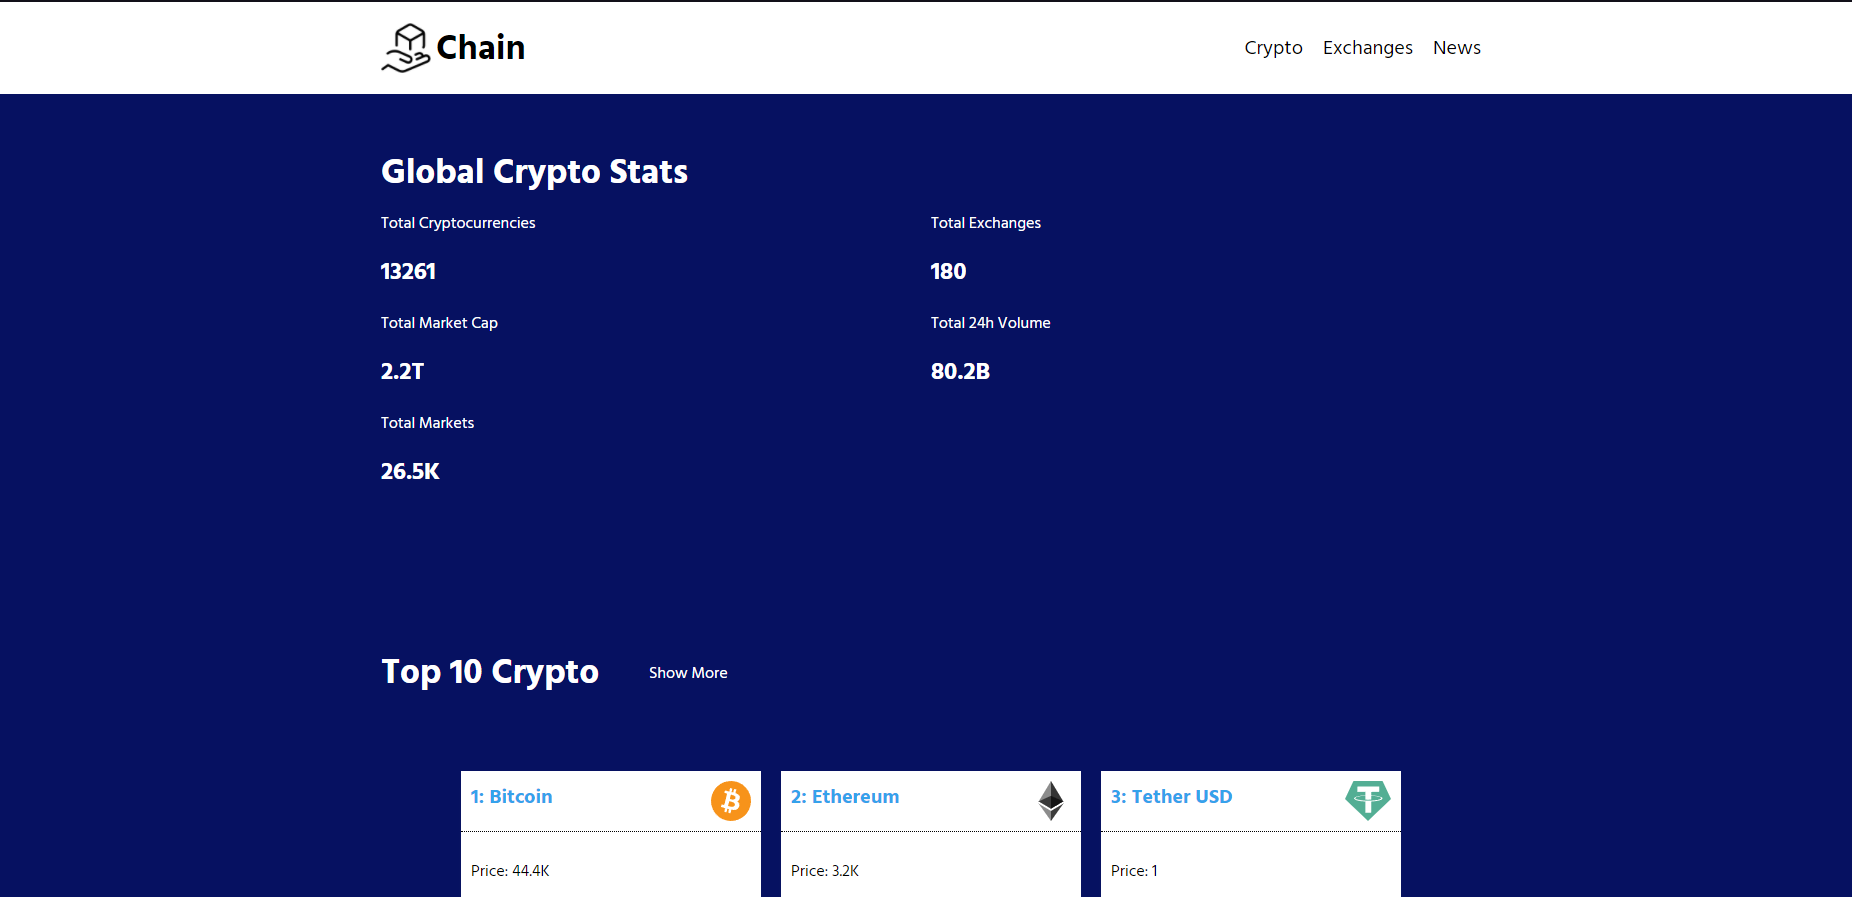 Chain
Crypto Exchanges News
Global Crypto Stats
Total Cryptocurrencies
13261
Total Exchanges
180
Total Market Cap
2.2T
Total 24h Volume
80.2B
Total Markets
26.5K
Top 10 Crypto
Show More
1: Bitcoin
Price: 44.4K
2: Ethereum
Price: 3.2K
3: Tether USD
Price: 1